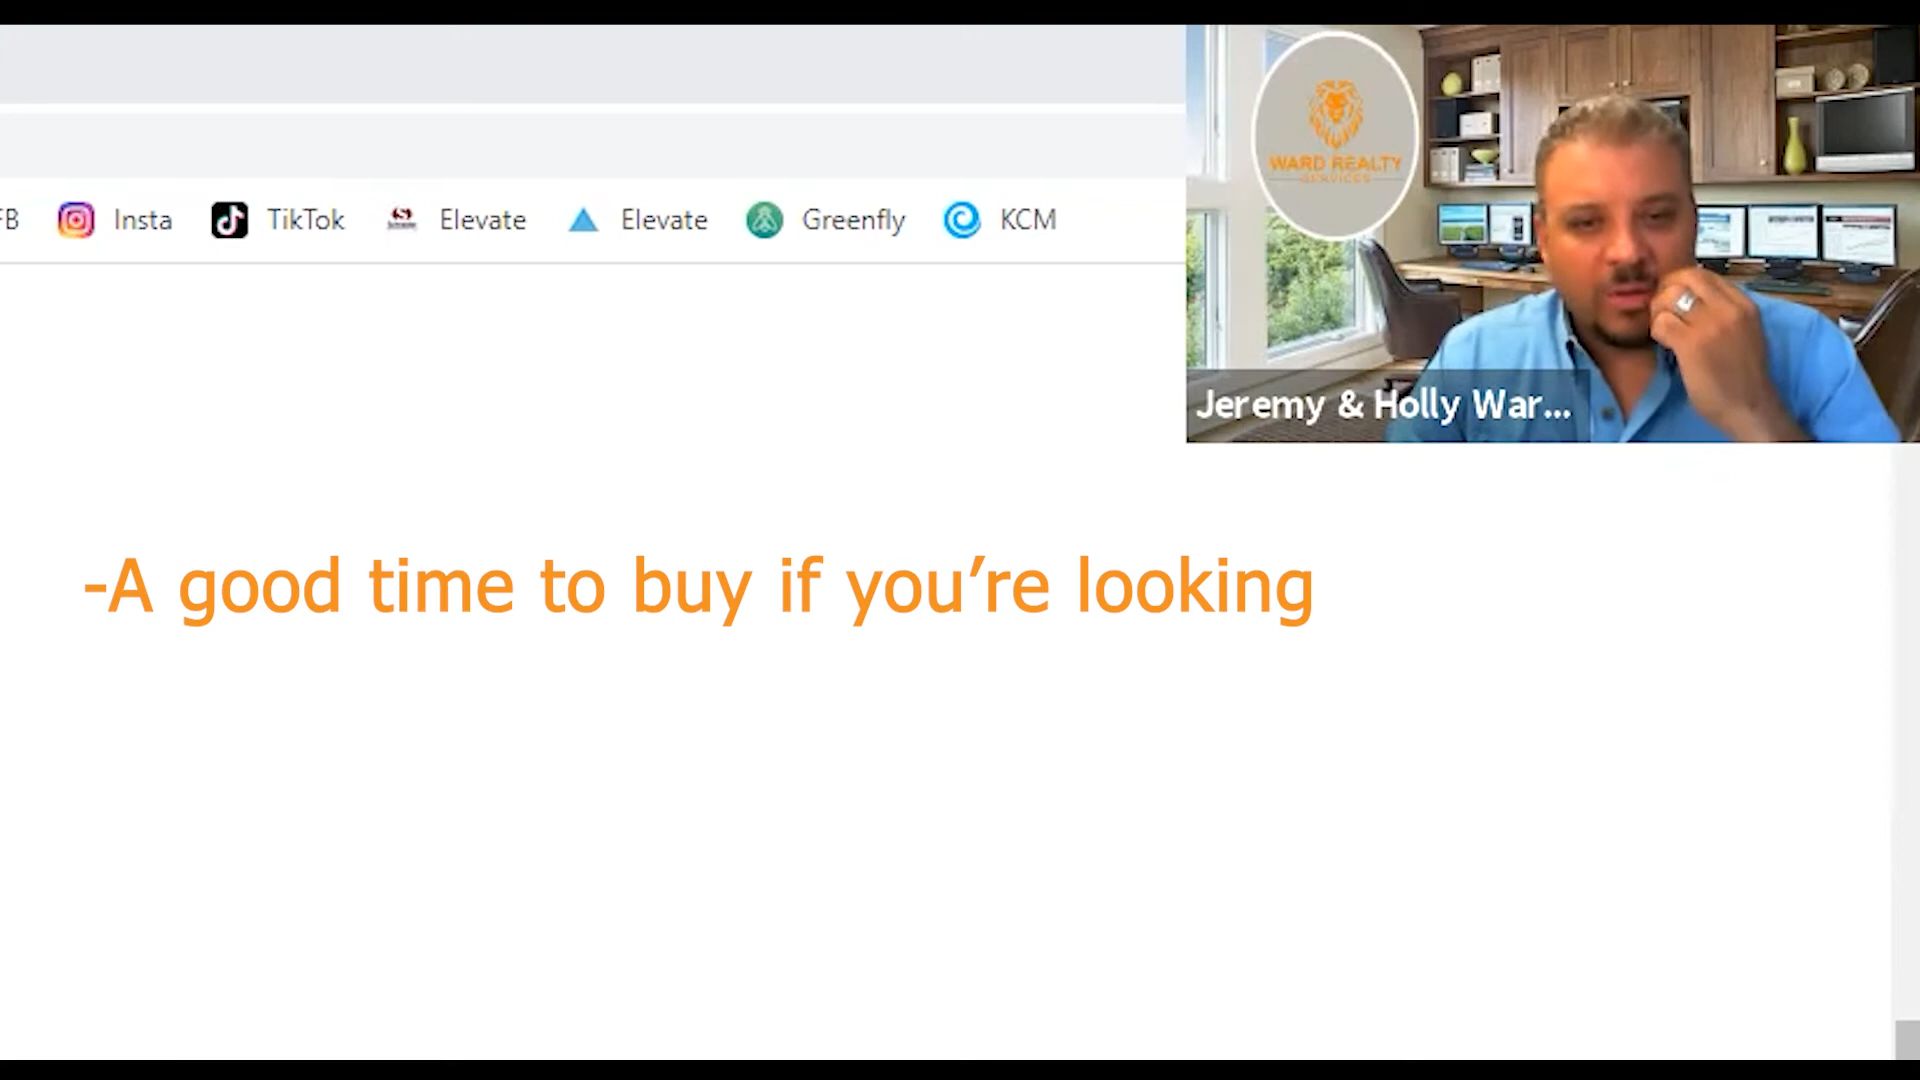 FB Insta TikTok Elevate Elevate Greenfly KCM
WARD REALTY
SERVICES
Jeremy & Holly War...
-A good time to buy if you’re looking